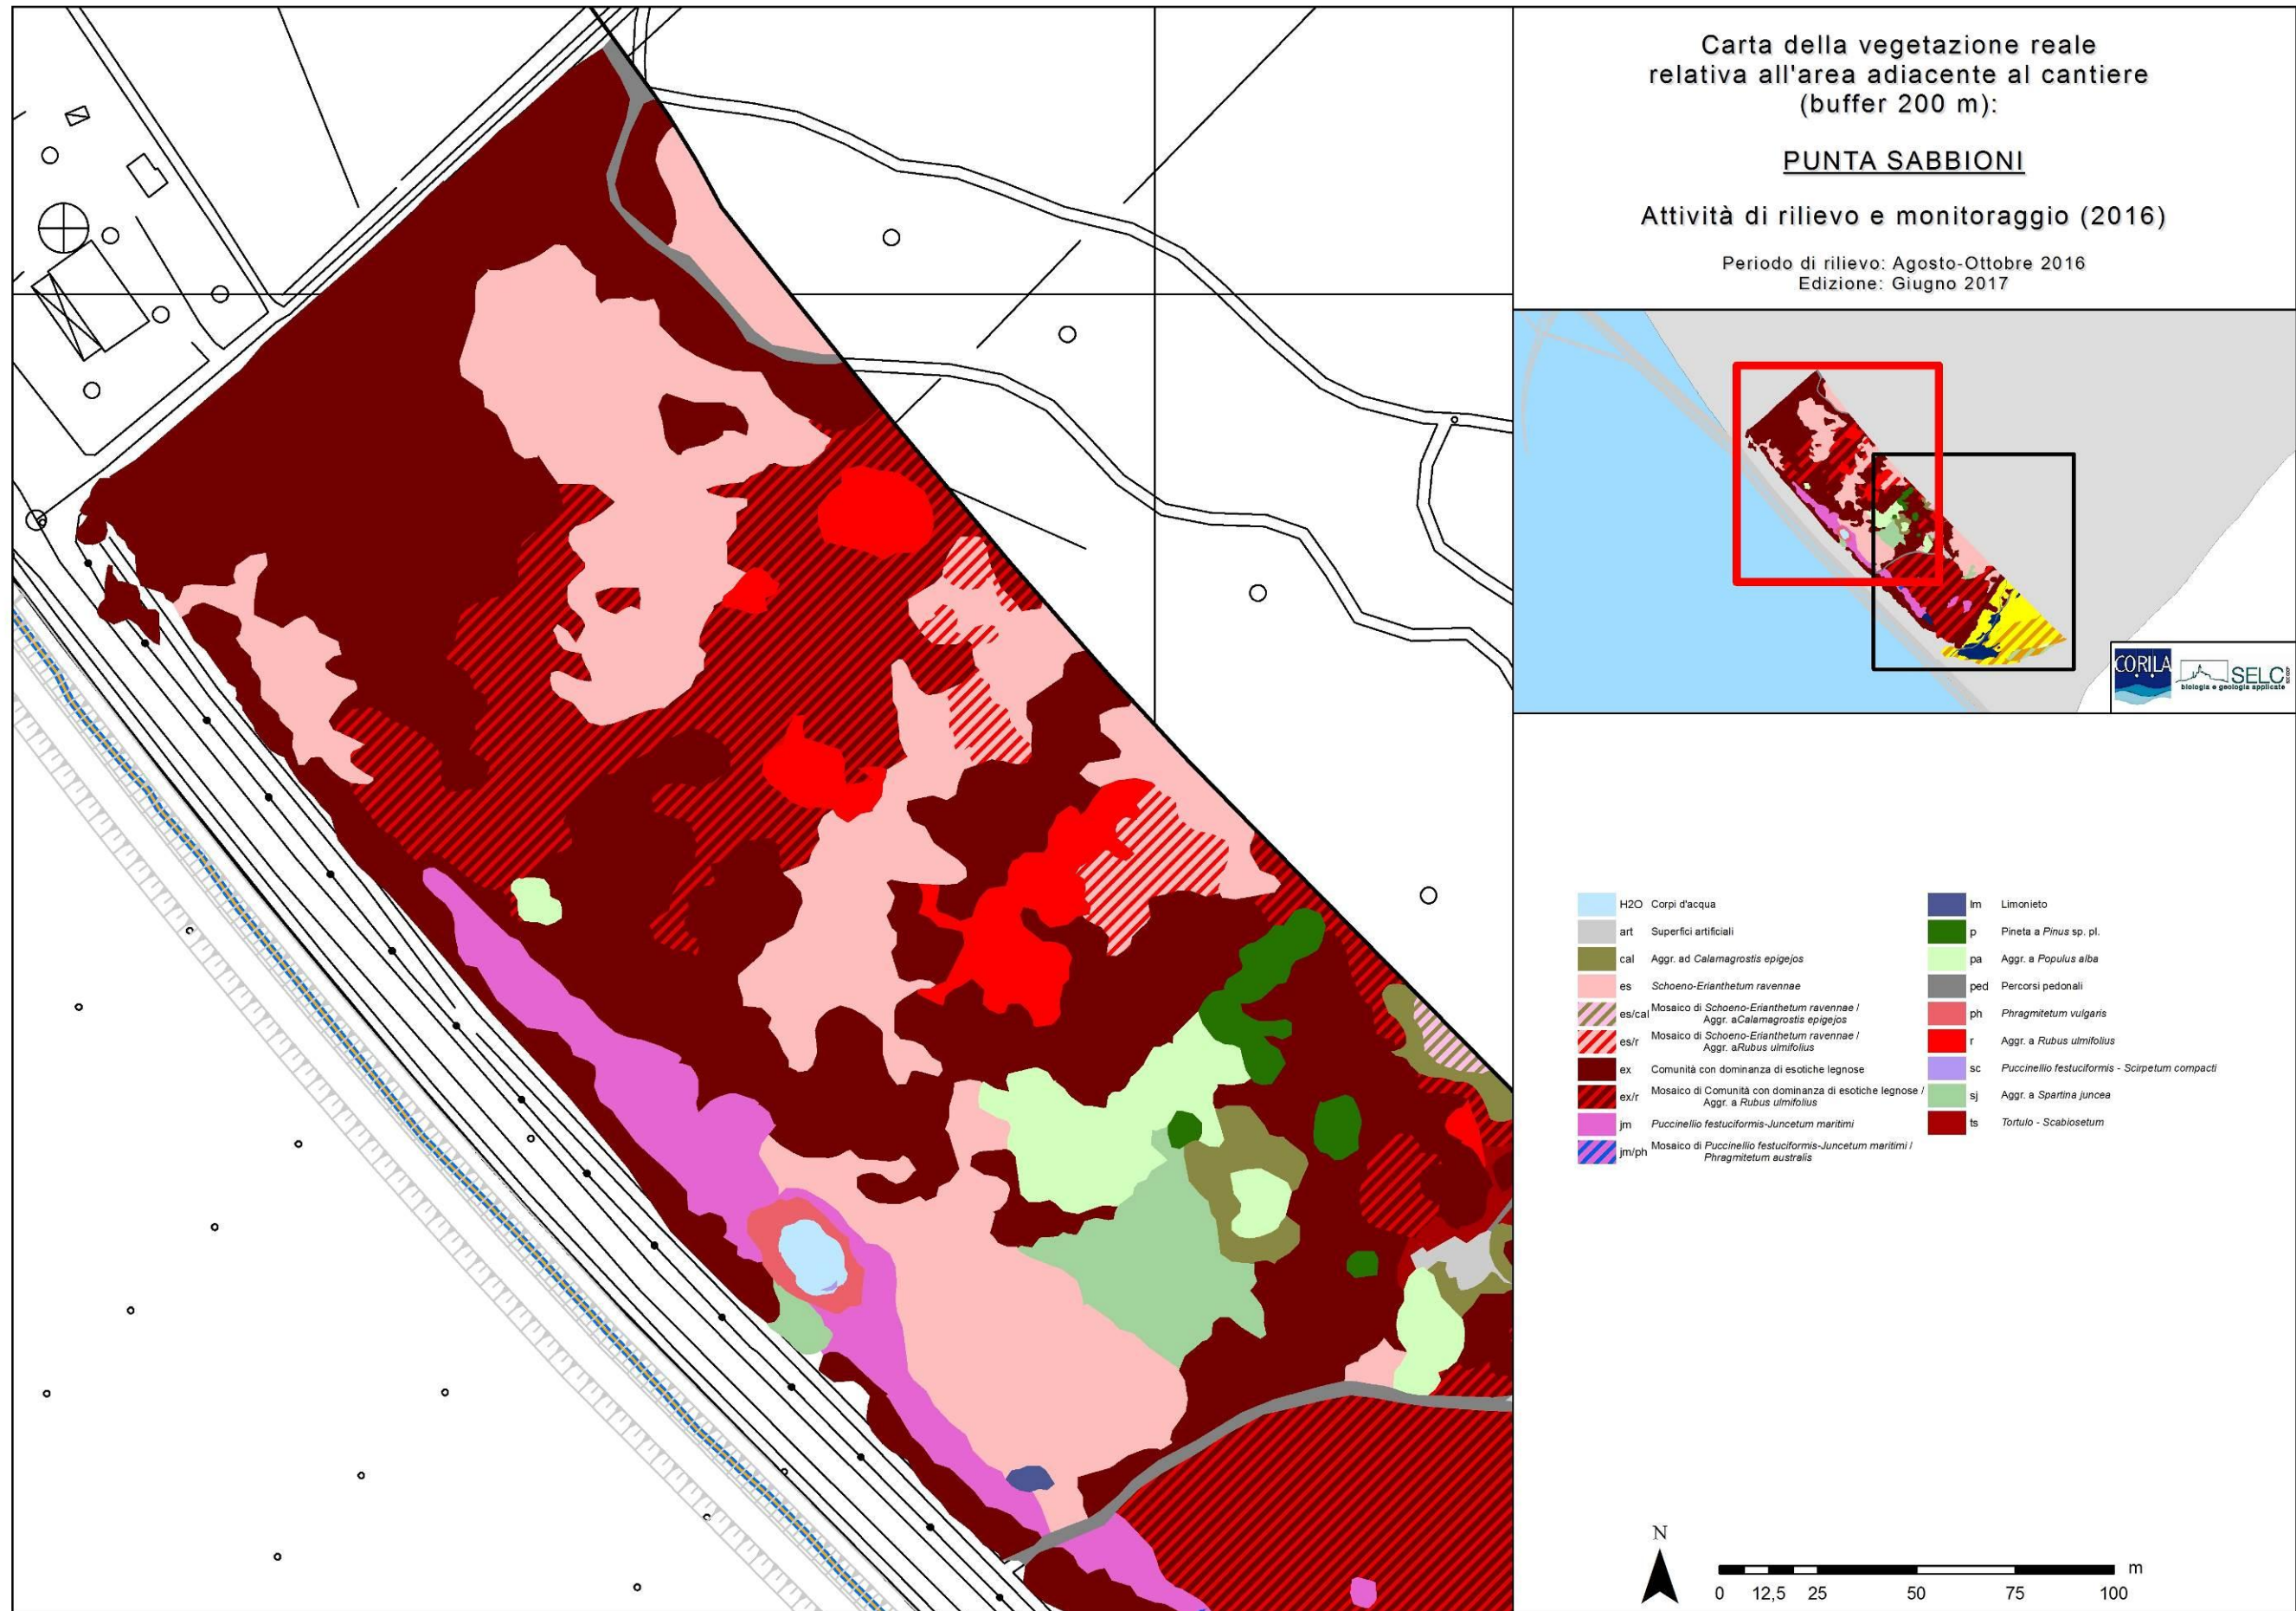 Carta della vegetazione reale
relativa all'area adiacente al cantiere
(buffer 200 m):
PUNTA SABBIONI
Attività di rilievo e monitoraggio (2016)
Periodo di rilievo: Agosto-Ottobre 2016
Edizione: Giugno 2017
CORILA
SELC
biologia e geologia applicate
H2O Corpi d'acqua
art Superfici artificiali
cal Aggr. ad Calamagrostis epigejos
es Schoeno-Erianthetum ravennae
es/cal Mosaico di Schoeno-Erianthetum ravennae /
Aggr. aCalamagrostis epigejos
es/r Mosaico di Schoeno-Erianthetum ravennae /
Aggr. aRubus ulmifolius
ex Comunità con dominanza di esotiche legnose
ex/r Mosaico di Comunità con dominanza di esotiche legnose /
Aggr. a Rubus ulmifolius
jm Puccinellio festuciformis-Juncetum maritimi
jm/ph Mosaico di Puccinellio festuciformis-Juncetum maritimi /
Phragmitetum australis
lm Limonieto
p Pineta a Pinus sp. pl.
pa Aggr. a Populus alba
ped Percorsi pedonali
ph Phragmitetum vulgaris
r Aggr. a Rubus ulmifolius
sc Puccinellio festuciformis - Scirpetum compacti
sj Aggr. a Spartina juncea
ts Tortulo - Scabiosetum
N
m
0 12,5 25 50 75 100